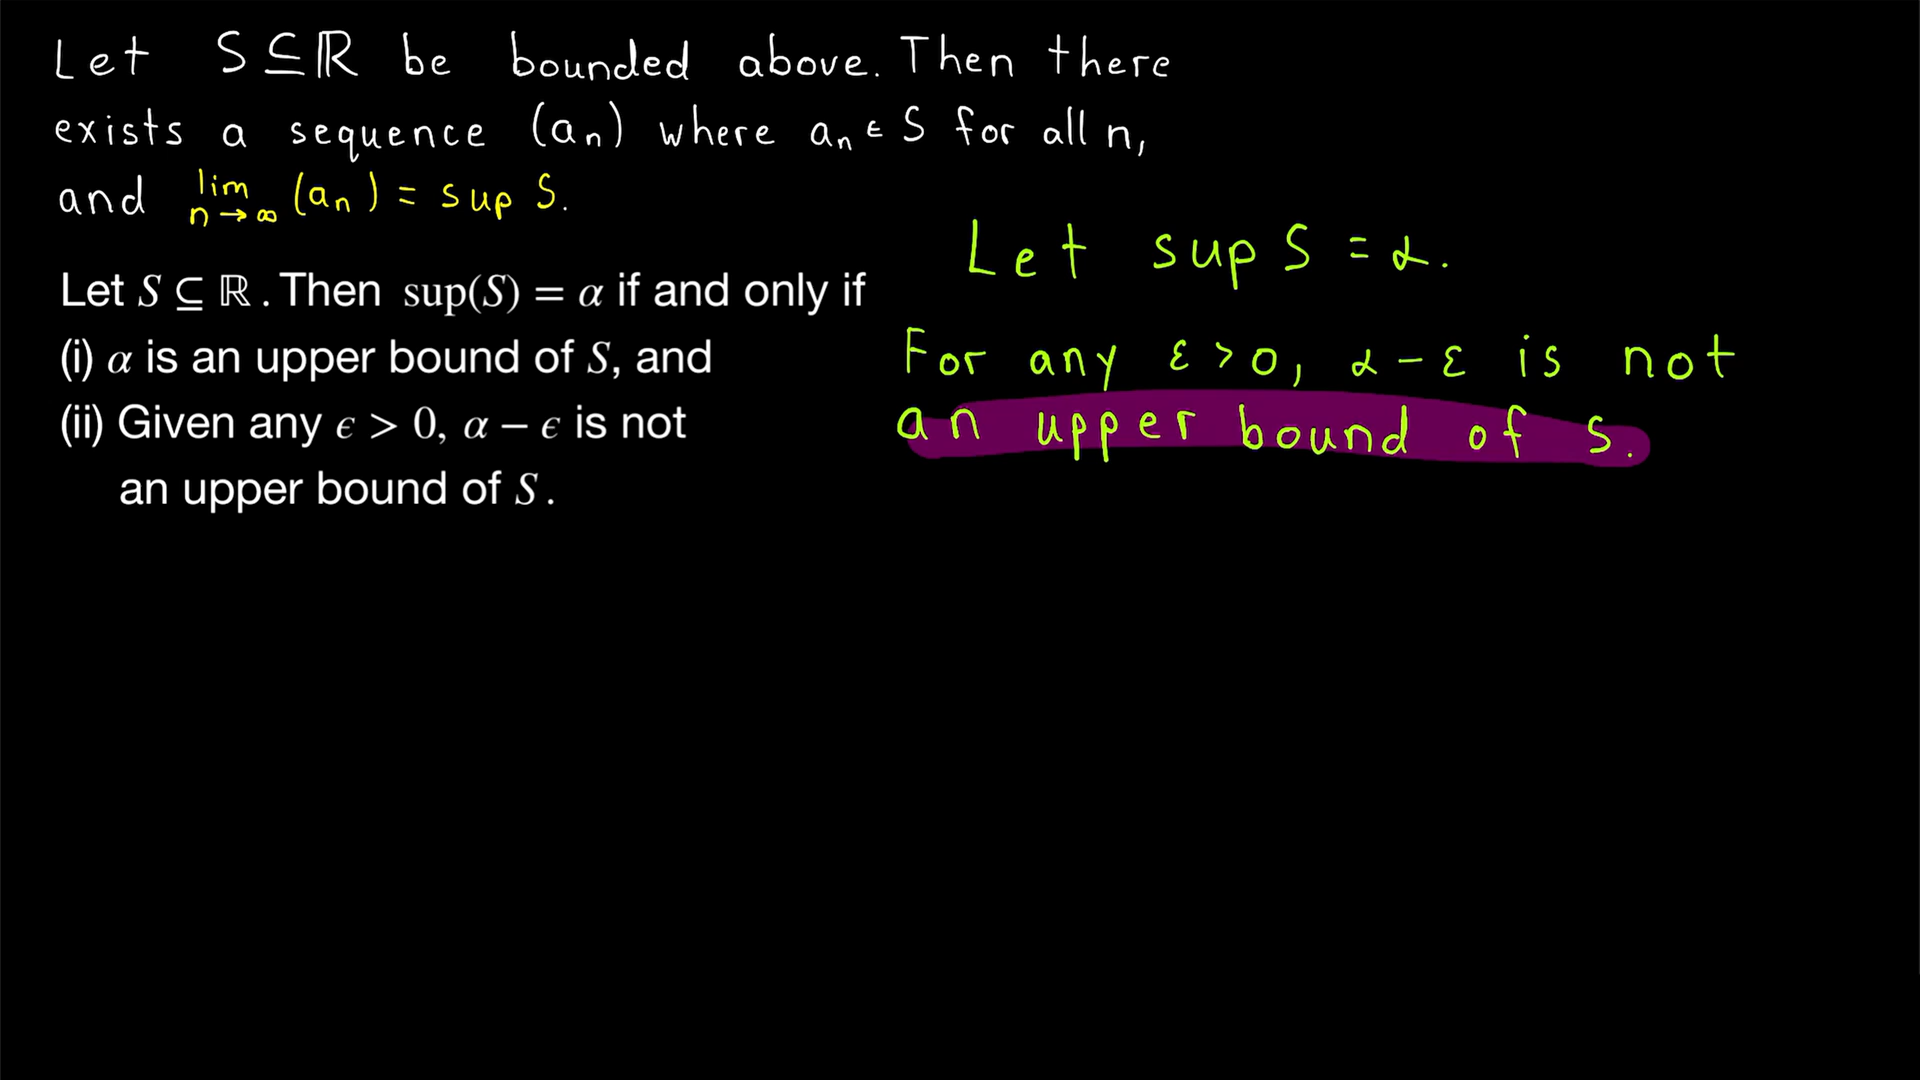 Let S ⊆ ℝ be bounded above. Then there
exists a sequence (aₙ) where aₙ ∈ S for all n,
and lim n→∞ (aₙ) = sup S.
Let S ⊆ ℝ. Then sup(S) = α if and only if
(i) α is an upper bound of S, and
(ii) Given any ϵ > 0, α − ϵ is not
an upper bound of S.
Let sup S = α.
For any ε > 0, α − ε is not
an upper bound of S.